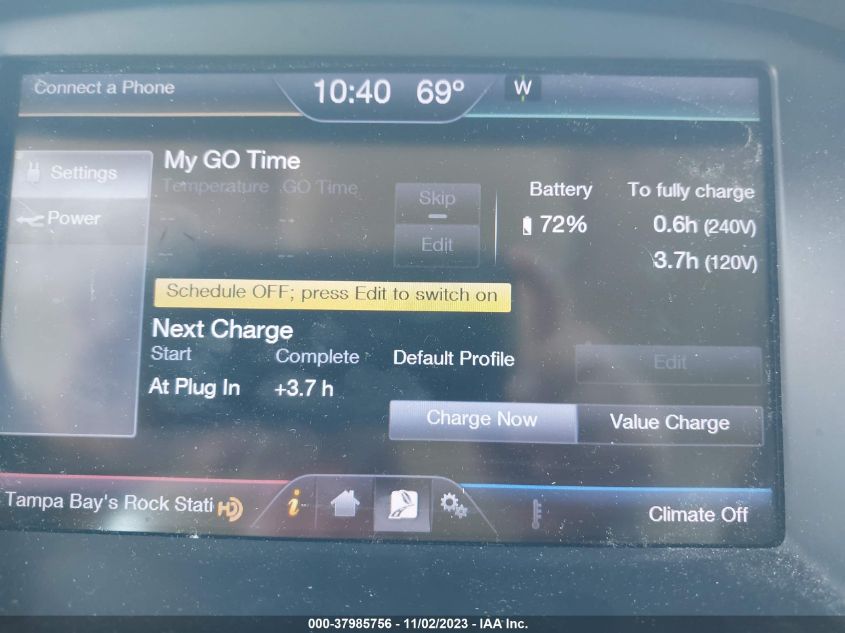 Connect a Phone
10:40 69° W
Settings
Power
My GO Time
Temperature GO Time
-- --
-- --
Skip
Edit
Battery
72%
To fully charge
0.6h (240V)
3.7h (120V)
Schedule OFF; press Edit to switch on
Next Charge
Start Complete
At Plug In +3.7 h
Default Profile
Edit
Charge Now Value Charge
Tampa Bay's Rock Stati HD
i
Climate Off
000-37985756 - 11/02/2023 - IAA Inc.